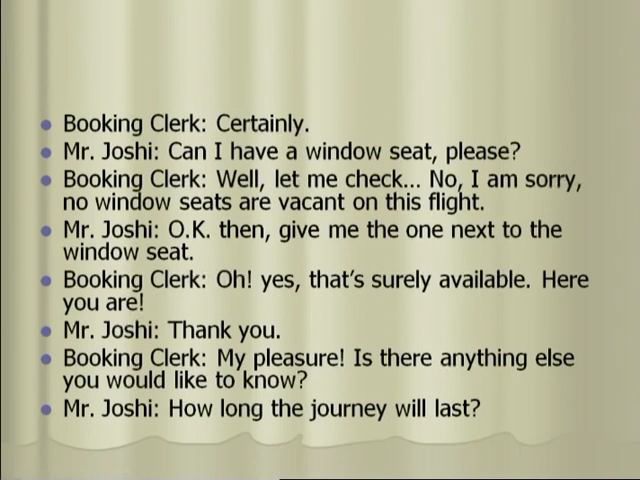 Booking Clerk: Certainly.
Mr. Joshi: Can I have a window seat, please?
Booking Clerk: Well, let me check... No, I am sorry,
no window seats are vacant on this flight.
Mr. Joshi: O.K. then, give me the one next to the
window seat.
Booking Clerk: Oh! yes, that's surely available. Here
you are!
Mr. Joshi: Thank you.
Booking Clerk: My pleasure! Is there anything else
you would like to know?
Mr. Joshi: How long the journey will last?